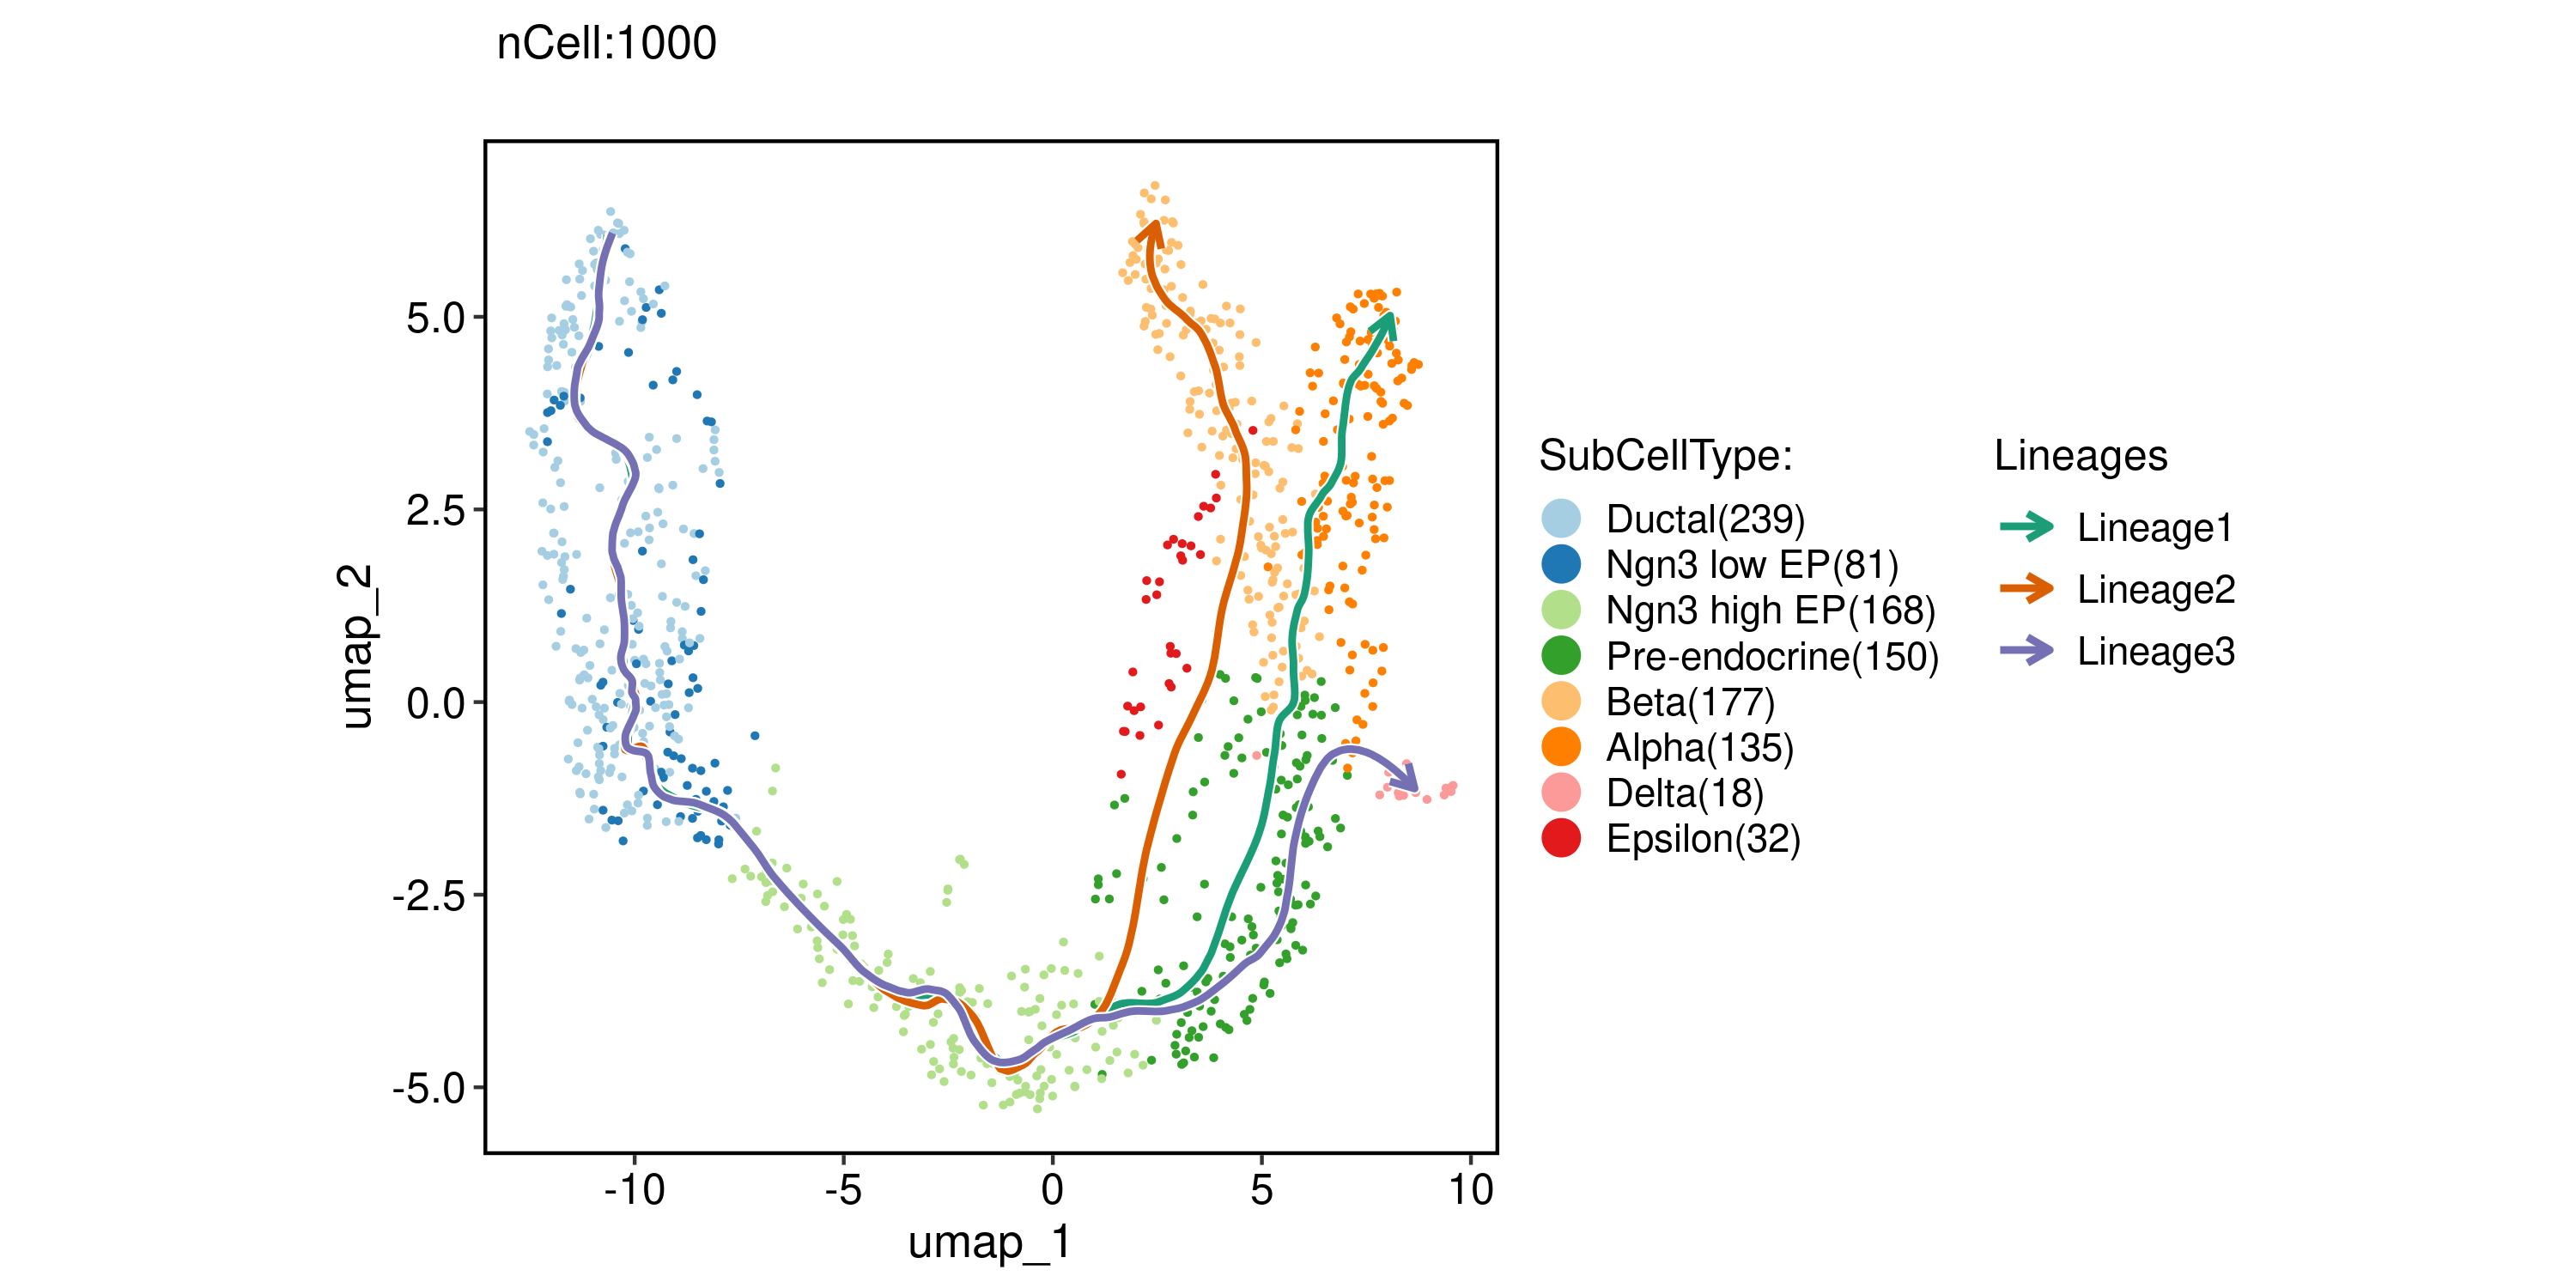 nCell:1000
umap_2
5.0
2.5
0.0
-2.5
-5.0
-10
-5
0
5
10
umap_1
SubCellType:
Ductal(239)
Ngn3 low EP(81)
Ngn3 high EP(168)
Pre-endocrine(150)
Beta(177)
Alpha(135)
Delta(18)
Epsilon(32)
Lineages
Lineage1
Lineage2
Lineage3